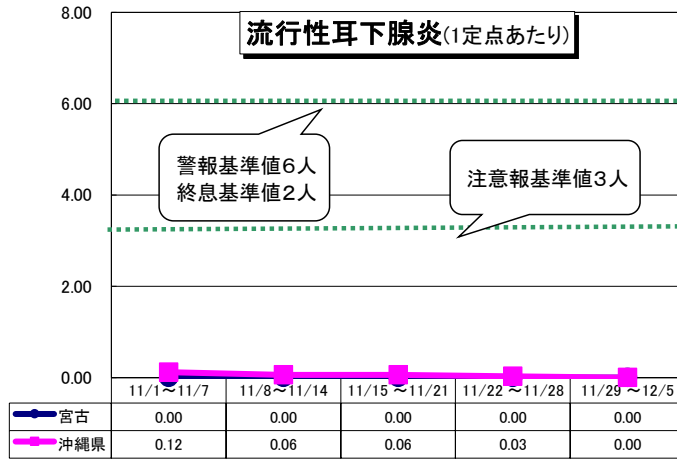 流行性耳下腺炎(1定点あたり)
8.00
6.00
警報基準値6人
終息基準値2人
注意報基準値3人
4.00
2.00
0.00
11/1～11/7 11/8～11/14 11/15～11/21 11/22～11/28 11/29～12/5
宮古 0.00 0.00 0.00 0.00 0.00
沖縄県 0.12 0.06 0.06 0.03 0.00